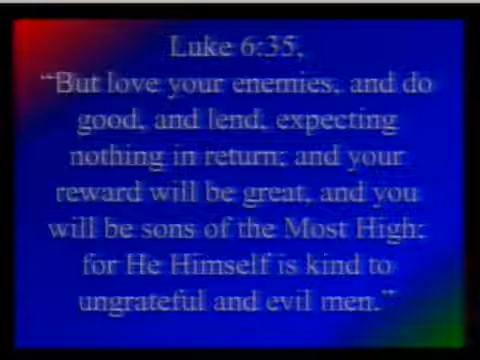 Luke 6:35,
“But love your enemies, and do
good, and lend, expecting
nothing in return; and your
reward will be great, and you
will be sons of the Most High;
for He Himself is kind to
ungrateful and evil men.”